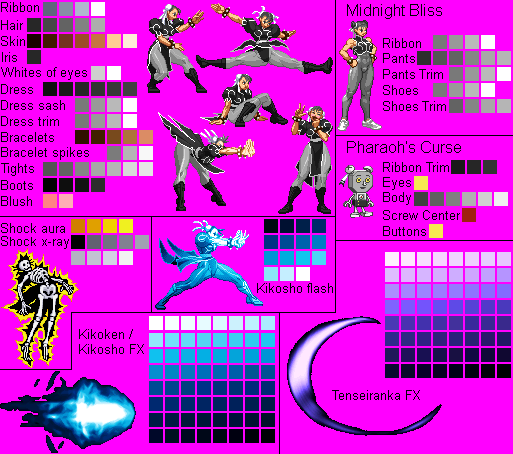 Ribbon
Hair
Skin
Iris
Whites of eyes
Dress
Dress sash
Dress trim
Bracelets
Bracelet spikes
Tights
Boots
Blush
Midnight Bliss
Ribbon
Pants
Pants Trim
Shoes
Shoes Trim
Pharaoh's Curse
Ribbon Trim
Eyes
Body
Screw Center
Buttons
Shock aura
Shock x-ray
Kikosho flash
Kikoken /
Kikosho FX
Tenseiranka FX